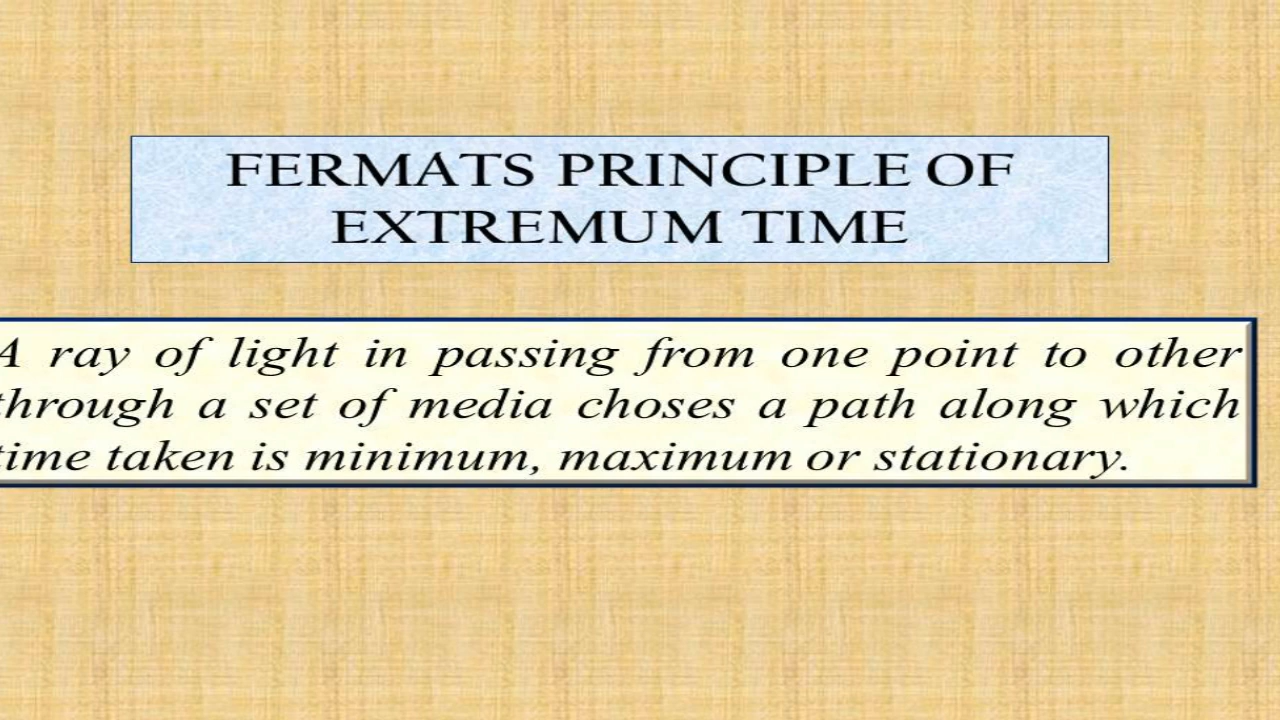 FERMATS PRINCIPLE OF
EXTREMUM TIME
A ray of light in passing from one point to other
through a set of media choses a path along which
time taken is minimum, maximum or stationary.